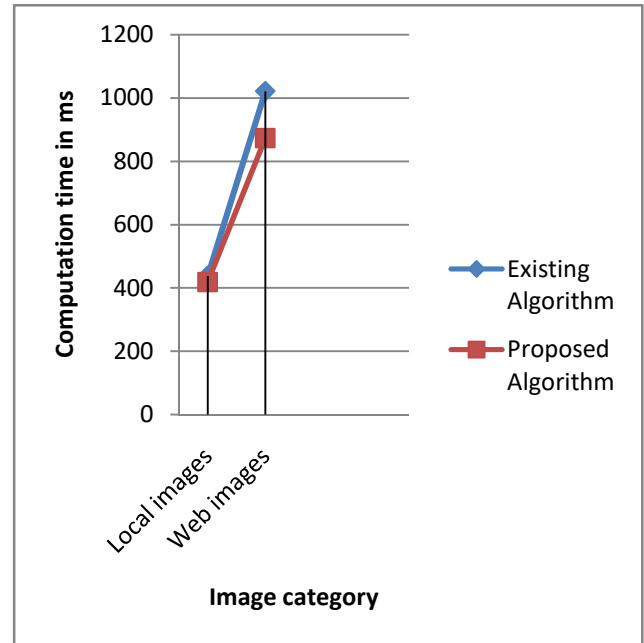 Computation time in ms
1200
1000
800
600
400
200
0
Local images
Web images
Image category
Existing
Algorithm
Proposed
Algorithm